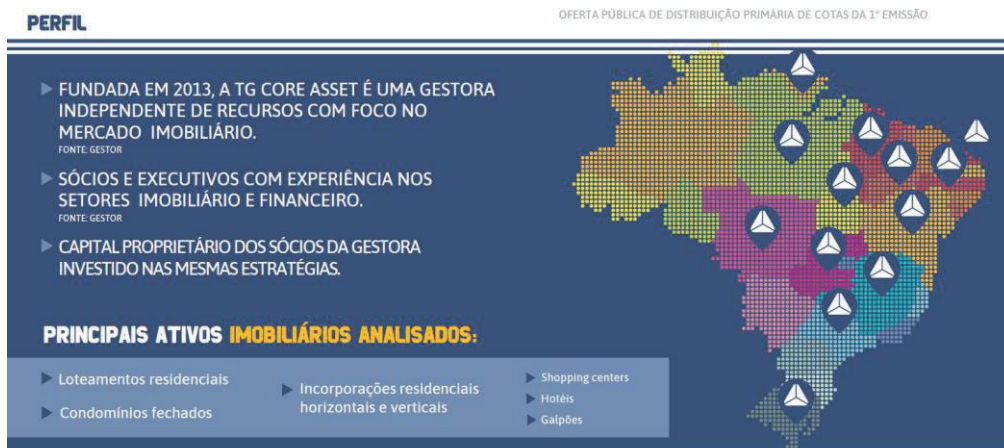 PERFIL
OFERTA PÚBLICA DE DISTRIBUIÇÃO PRIMÁRIA DE COTAS DA 1ª EMISSÃO
FUNDADA EM 2013, A TG CORE ASSET É UMA GESTORA
INDEPENDENTE DE RECURSOS COM FOCO NO
MERCADO IMOBILIÁRIO.
FONTE: GESTOR
SÓCIOS E EXECUTIVOS COM EXPERIÊNCIA NOS
SETORES IMOBILIÁRIO E FINANCEIRO.
FONTE: GESTOR
CAPITAL PROPRIETÁRIO DOS SÓCIOS DA GESTORA
INVESTIDO NAS MESMAS ESTRATÉGIAS.
PRINCIPAIS ATIVOS IMOBILIÁRIOS ANALISADOS:
Loteamentos residenciais
Condomínios fechados
Incorporações residenciais
horizontais e verticais
Shopping centers
Hotéis
Galpões